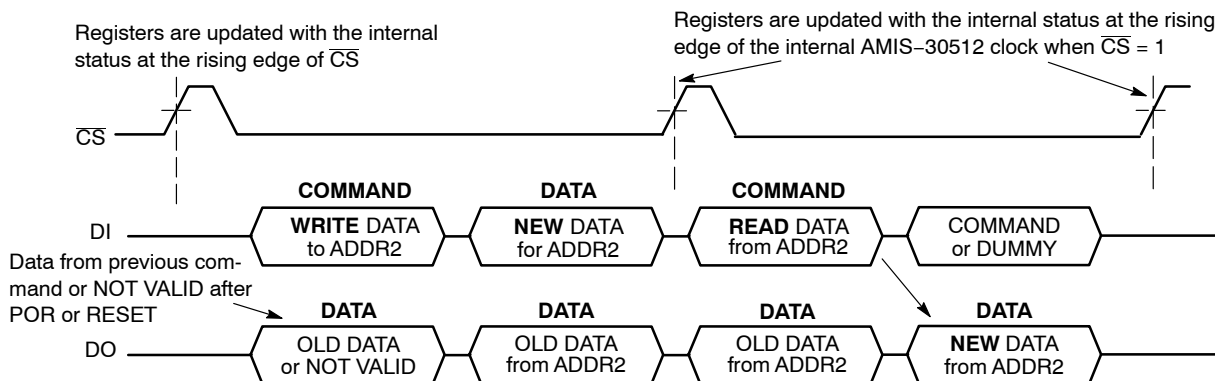 Registers are updated with the internal
status at the rising edge of CS
Registers are updated with the internal status at the rising
edge of the internal AMIS−30512 clock when CS = 1
CS
COMMAND
DATA
COMMAND
DI
WRITE DATA
to ADDR2
NEW DATA
for ADDR2
READ DATA
from ADDR2
COMMAND
or DUMMY
Data from previous com-
mand or NOT VALID after
POR or RESET
DATA
DATA
DATA
DATA
DO
OLD DATA
or NOT VALID
OLD DATA
from ADDR2
OLD DATA
from ADDR2
NEW DATA
from ADDR2